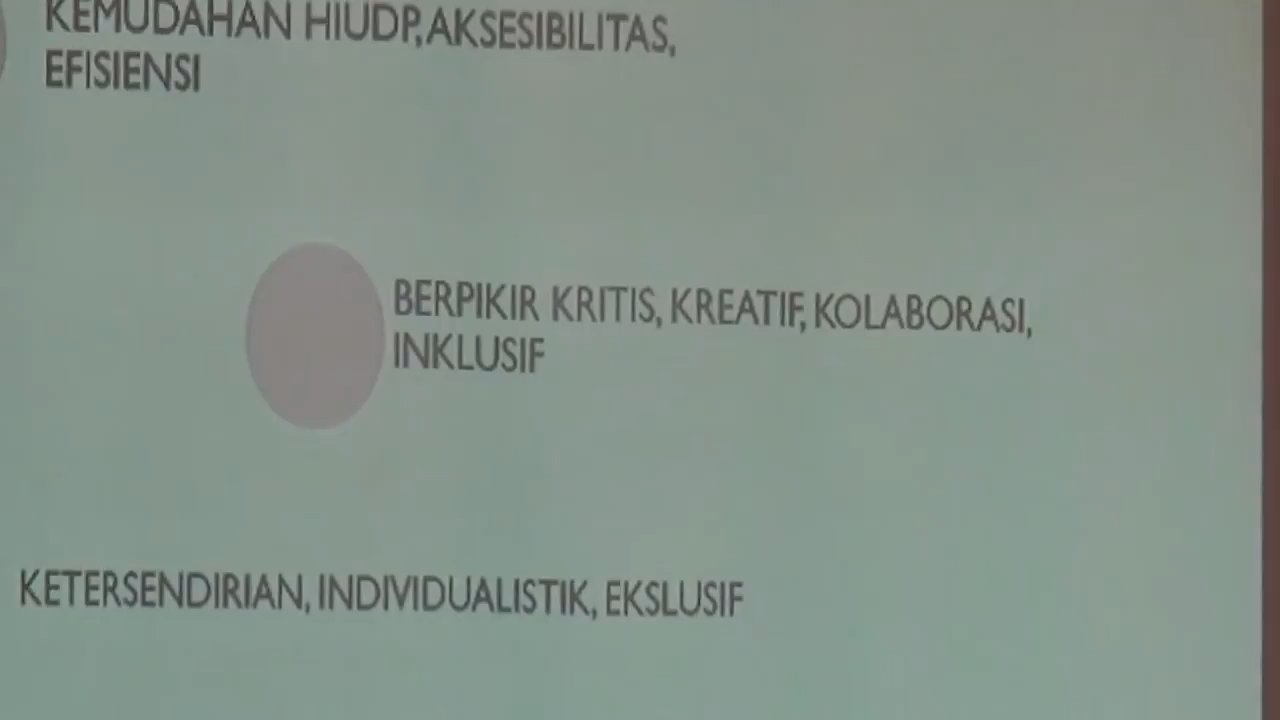 KEMUDAHAN HIUDP, AKSESIBILITAS,
EFISIENSI
BERPIKIR KRITIS, KREATIF, KOLABORASI,
INKLUSIF
KETERSENDIRIAN, INDIVIDUALISTIK, EKSLUSIF